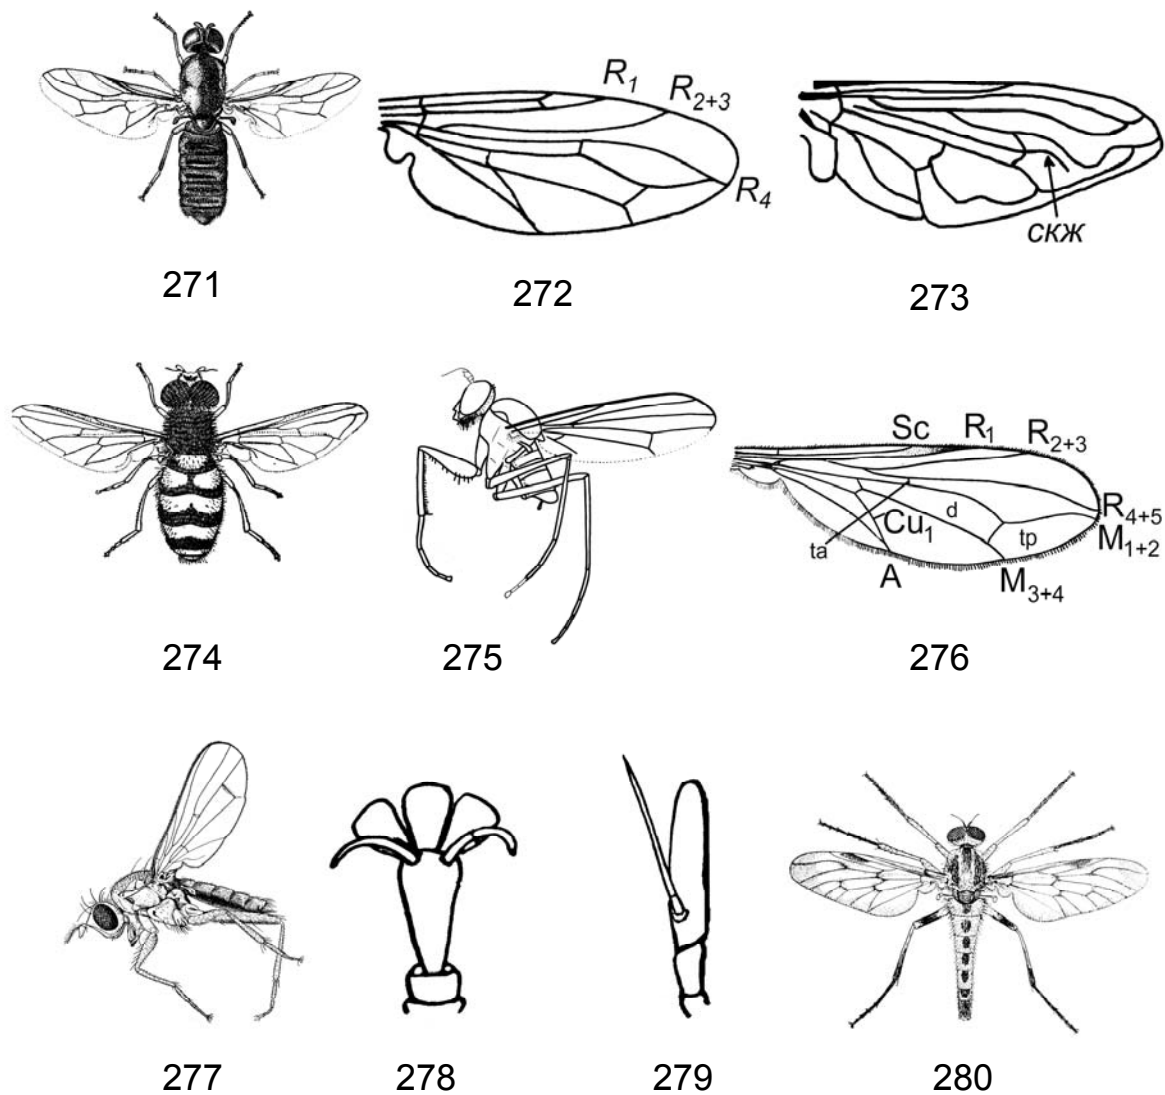 R1 R2+3
R4
скж
271 272 273
Sc R1 R2+3
d R4+5
Cu1 tp M1+2
ta
A M3+4
274 275 276
277 278 279 280